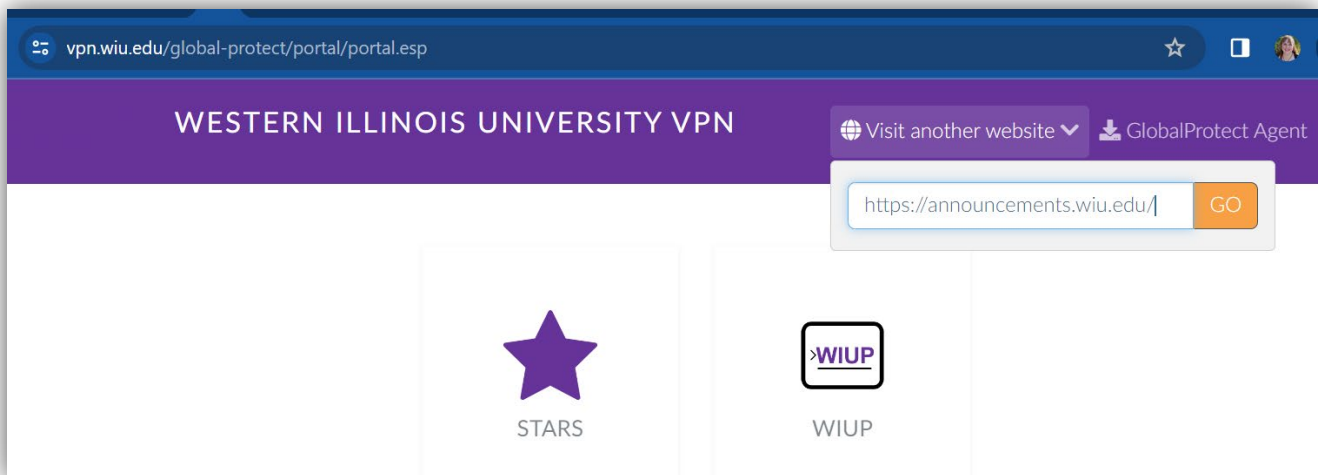 vpn.wiu.edu/global-protect/portal/portal.esp
WESTERN ILLINOIS UNIVERSITY VPN
Visit another website
GlobalProtect Agent
https://announcements.wiu.edu/
GO
>WIUP
STARS
WIUP